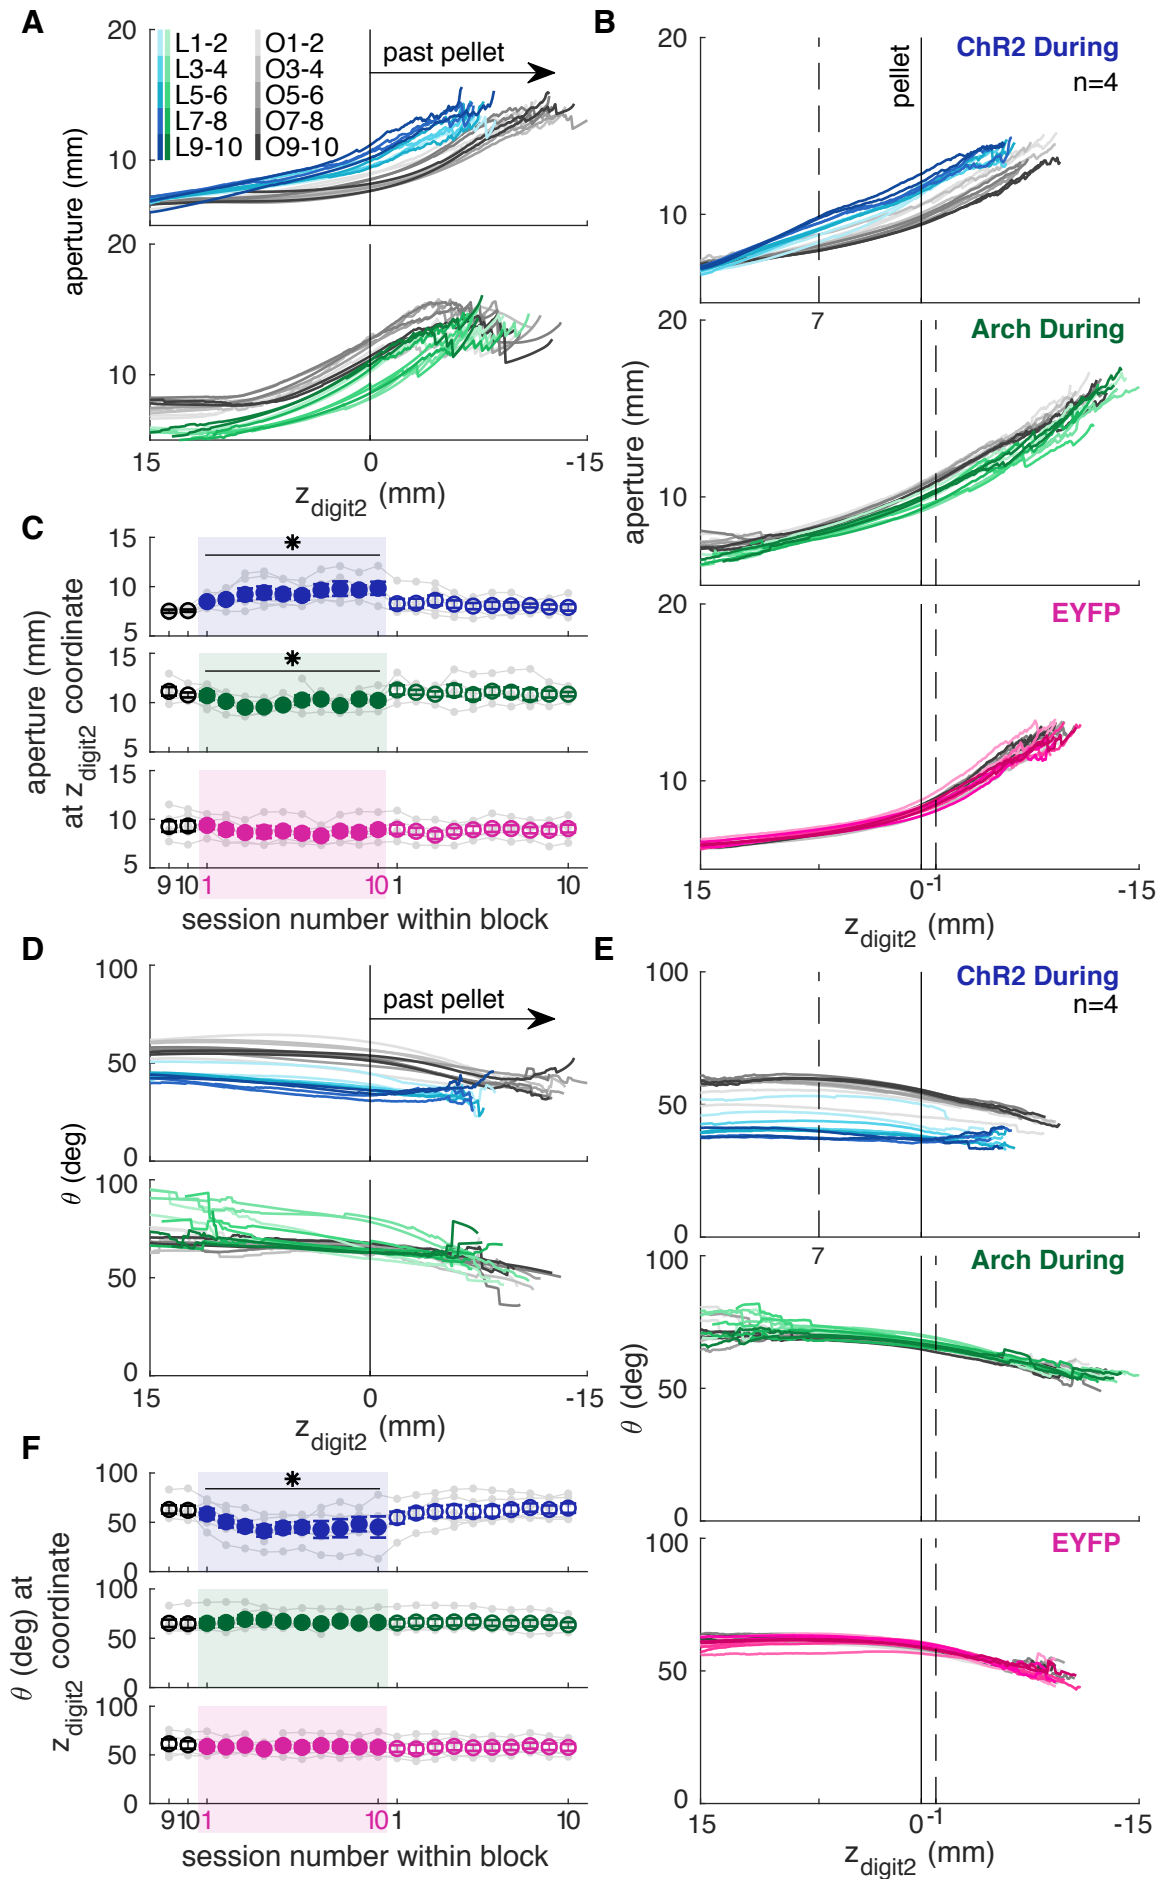 A
20
10
aperture (mm)
L1-2
L3-4
L5-6
L7-8
L9-10
O1-2
O3-4
O5-6
O7-8
O9-10
past pellet
20
10
15
0
-15
z_digit2 (mm)
B
20
10
ChR2 During
n=4
pellet
7
20
10
Arch During
aperture (mm)
20
10
EYFP
15
0
-1
-15
z_digit2 (mm)
C
15
10
5
*
15
10
5
*
15
10
5
aperture (mm)
at z_digit2 coordinate
9 10 1 10 1 10
session number within block
D
100
50
0
past pellet
θ (deg)
100
50
0
15
0
-15
z_digit2 (mm)
E
100
50
0
ChR2 During
n=4
7
100
50
0
Arch During
θ (deg)
100
50
0
EYFP
15
0
-1
-15
z_digit2 (mm)
F
100
50
0
*
100
50
0
100
50
0
θ (deg) at
z_digit2 coordinate
9 10 1 10 1 10
session number within block